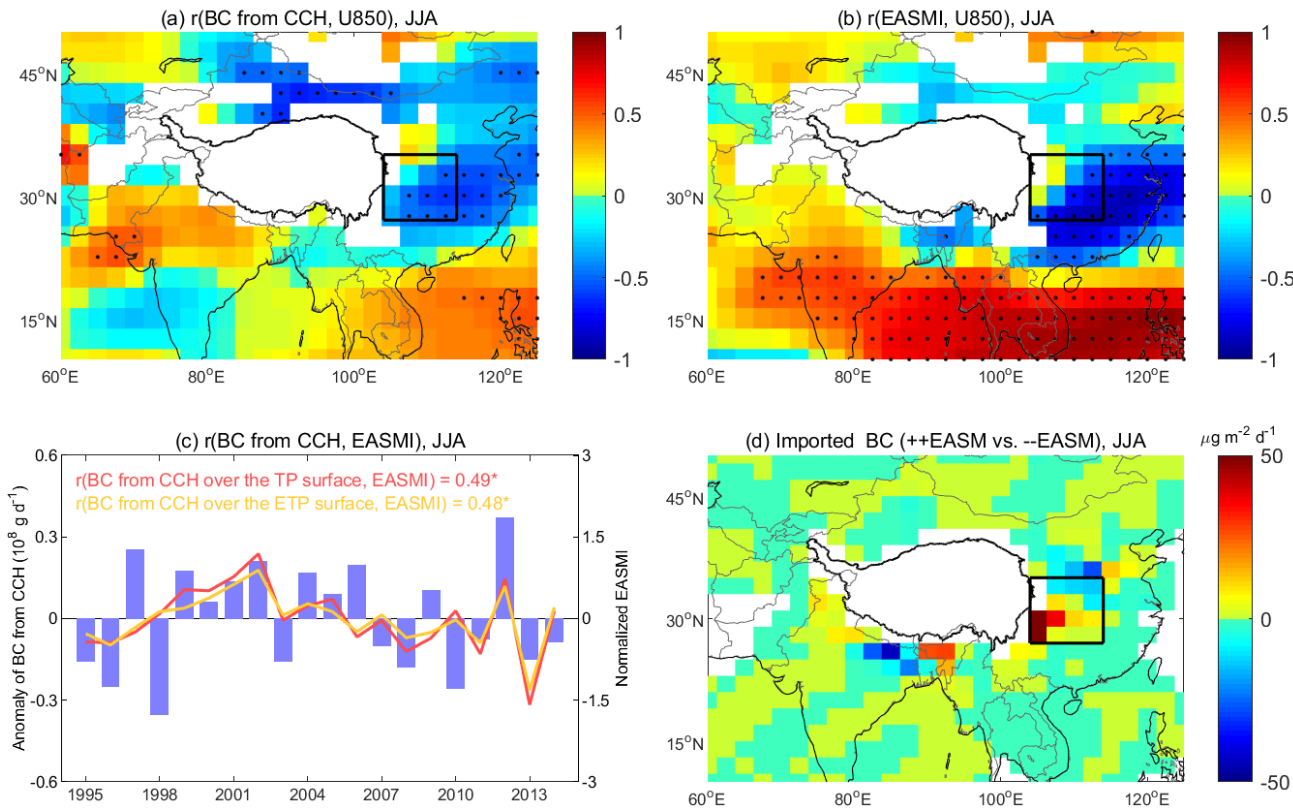 (a) r(BC from CCH, U850), JJA
45°N
30°N
15°N
60°E 80°E 100°E 120°E
1
0.5
0
-0.5
-1
(b) r(EASMI, U850), JJA
45°N
30°N
15°N
60°E 80°E 100°E 120°E
1
0.5
0
-0.5
-1
(c) r(BC from CCH, EASMI), JJA
r(BC from CCH over the TP surface, EASMI) = 0.49*
r(BC from CCH over the ETP surface, EASMI) = 0.48*
Anomaly of BC from CCH (10⁸ g d⁻¹)
0.6
0.3
0
-0.3
-0.6
1995 1998 2001 2004 2007 2010 2013
3
1.5
0
-1.5
-3
Normalized EASMI
(d) Imported BC (++EASM vs. --EASM), JJA
45°N
30°N
15°N
60°E 80°E 100°E 120°E
μg m⁻² d⁻¹
50
0
-50